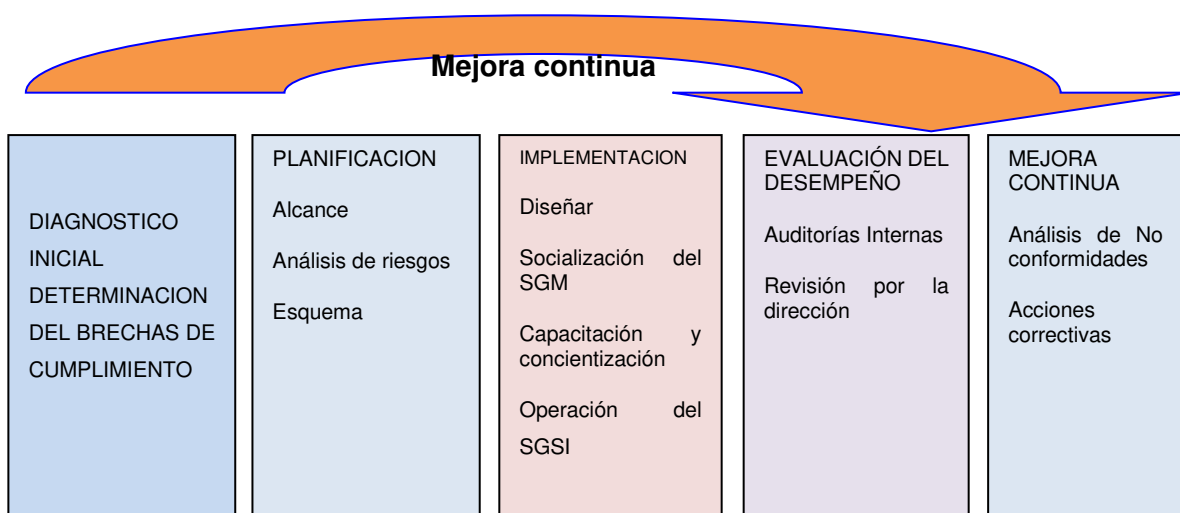 Mejora continua
DIAGNOSTICO
INICIAL
DETERMINACION
DEL BRECHAS DE
CUMPLIMIENTO
PLANIFICACION
Alcance
Análisis de riesgos
Esquema
IMPLEMENTACION
Diseñar
Socialización del
SGM
Capacitación y
concientización
Operación del
SGSI
EVALUACIÓN DEL
DESEMPEÑO
Auditorías Internas
Revisión por la
dirección
MEJORA
CONTINUA
Análisis de No
conformidades
Acciones
correctivas